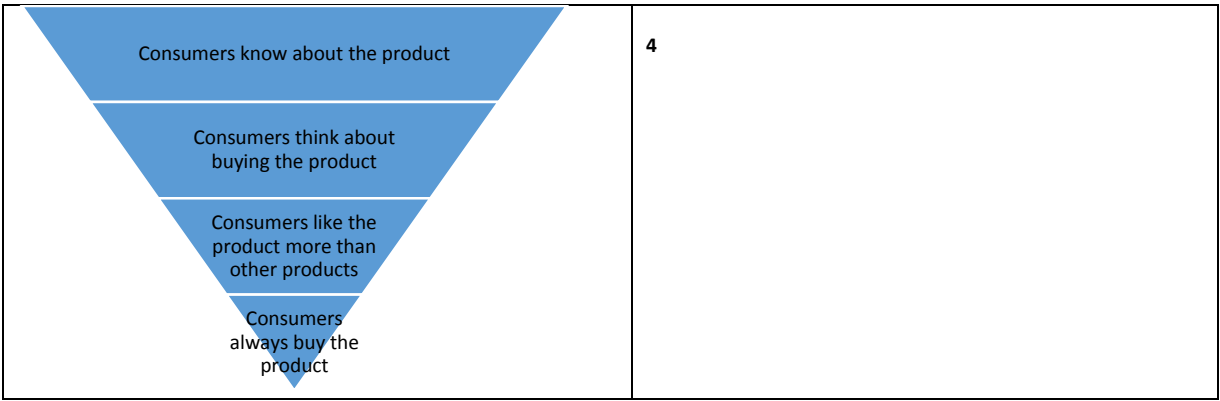 Consumers know about the product
Consumers think about
buying the product
Consumers like the
product more than
other products
Consumers
always buy the
product
4